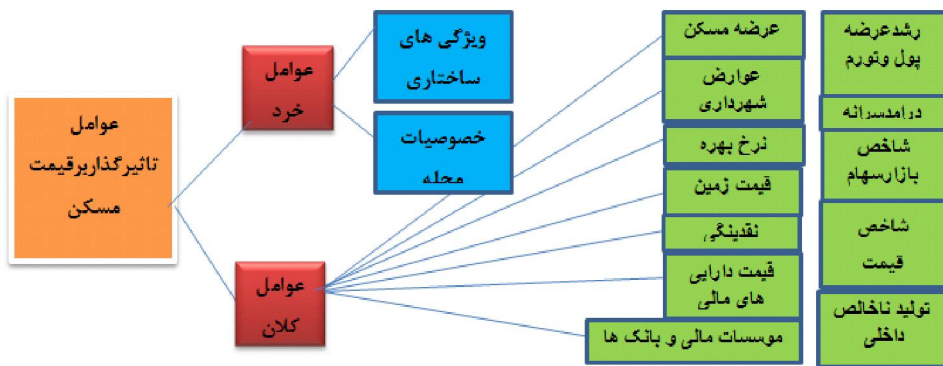 عوامل
تاثیرگذاربرقیمت
مسکن
عوامل
خرد
عوامل
کلان
ویژگی های
ساختاری
خصوصیات
محله
عرضه مسکن
عوارض
شهرداری
نرخ بهره
قیمت زمین
نقدینگی
قیمت دارایی
های مالی
موسسات مالی و بانک ها
رشدعرضه
پول وتورم
درامدسرانه
شاخص
بازارسهام
شاخص
قیمت
تولید ناخالص
داخلی